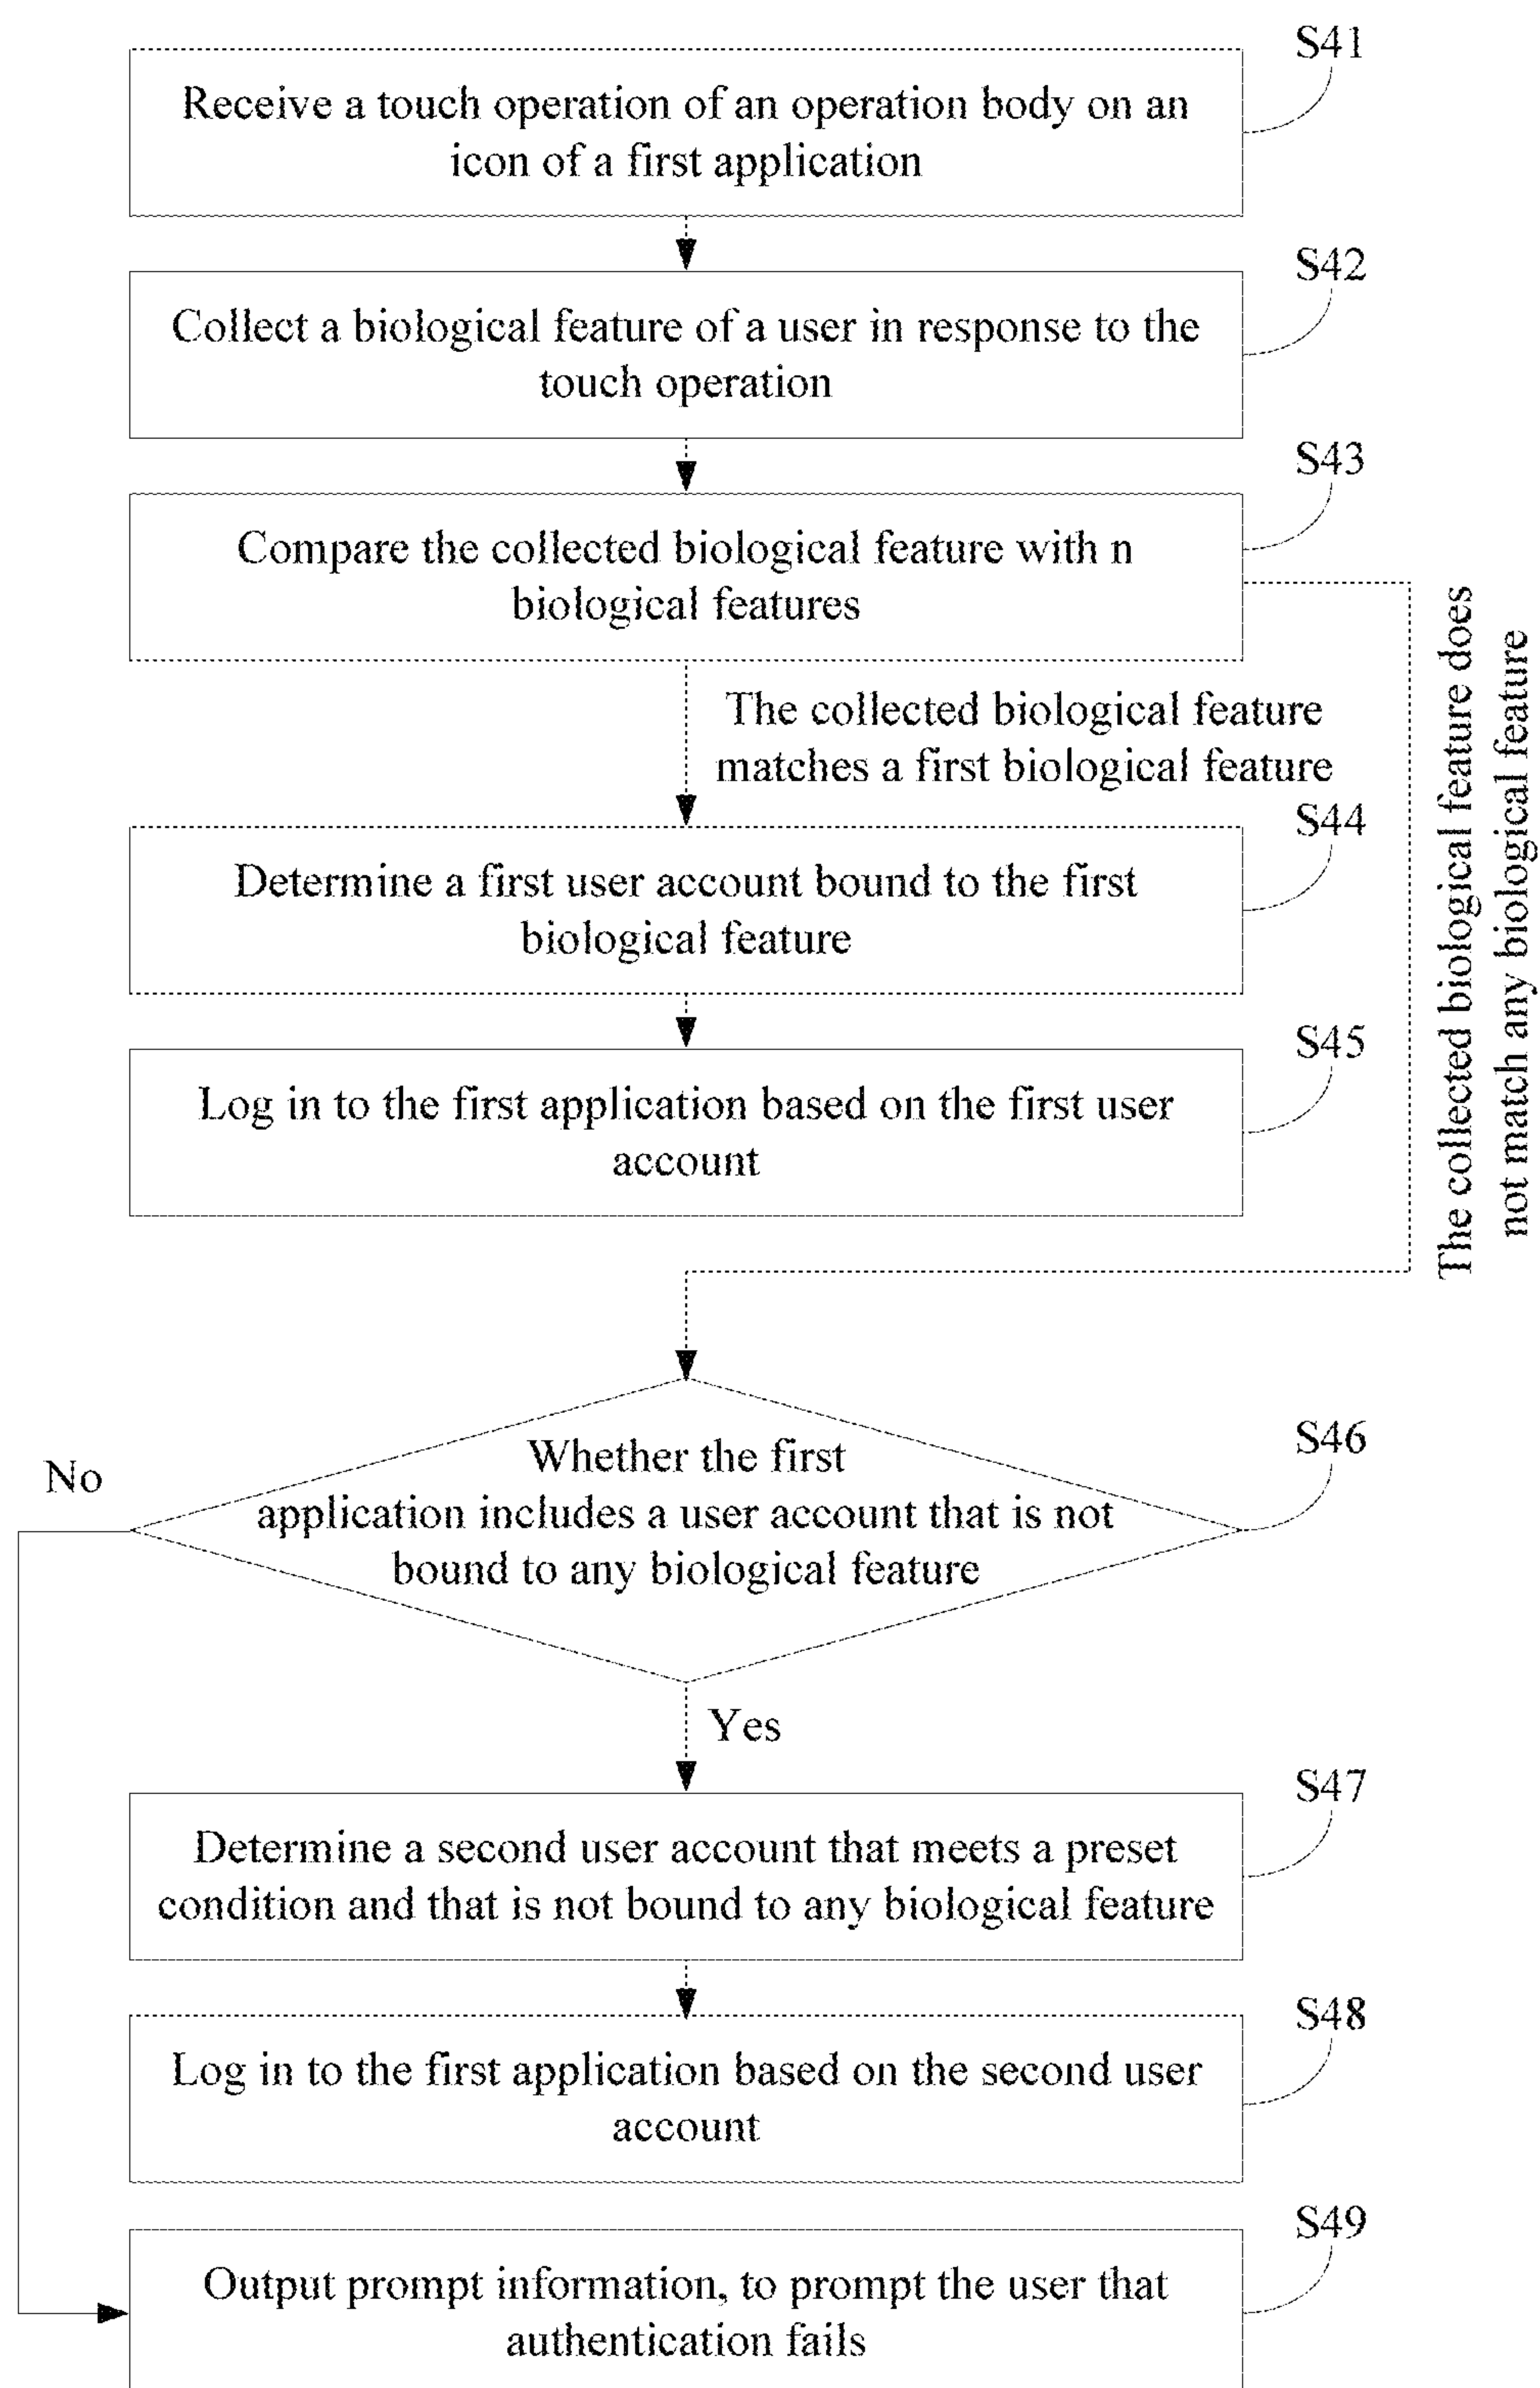 S41
Receive a touch operation of an operation body on an
icon of a first application
S42
Collect a biological feature of a user in response to the
touch operation
S43
Compare the collected biological feature with n
biological features
The collected biological feature
matches a first biological feature
The collected biological feature does
not match any biological feature
S44
Determine a first user account bound to the first
biological feature
S45
Log in to the first application based on the first user
account
S46
Whether the first
application includes a user account that is not
bound to any biological feature
No
Yes
S47
Determine a second user account that meets a preset
condition and that is not bound to any biological feature
S48
Log in to the first application based on the second user
account
S49
Output prompt information, to prompt the user that
authentication fails